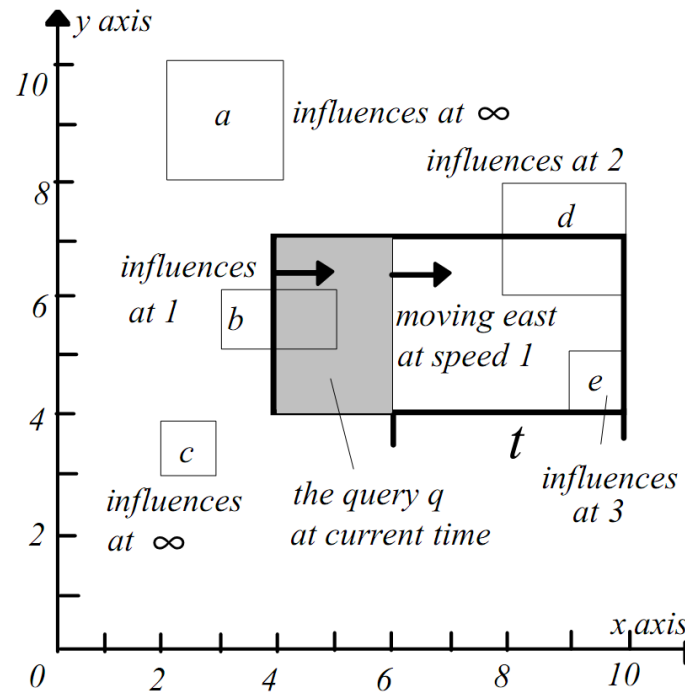 y axis
10
a
influences at ∞
influences at 2
8
d
influences
at 1
6
b
moving east
at speed 1
e
4
c
t
influences
at ∞
the query q
at current time
influences
at 3
2
x axis
0
2
4
6
8
10